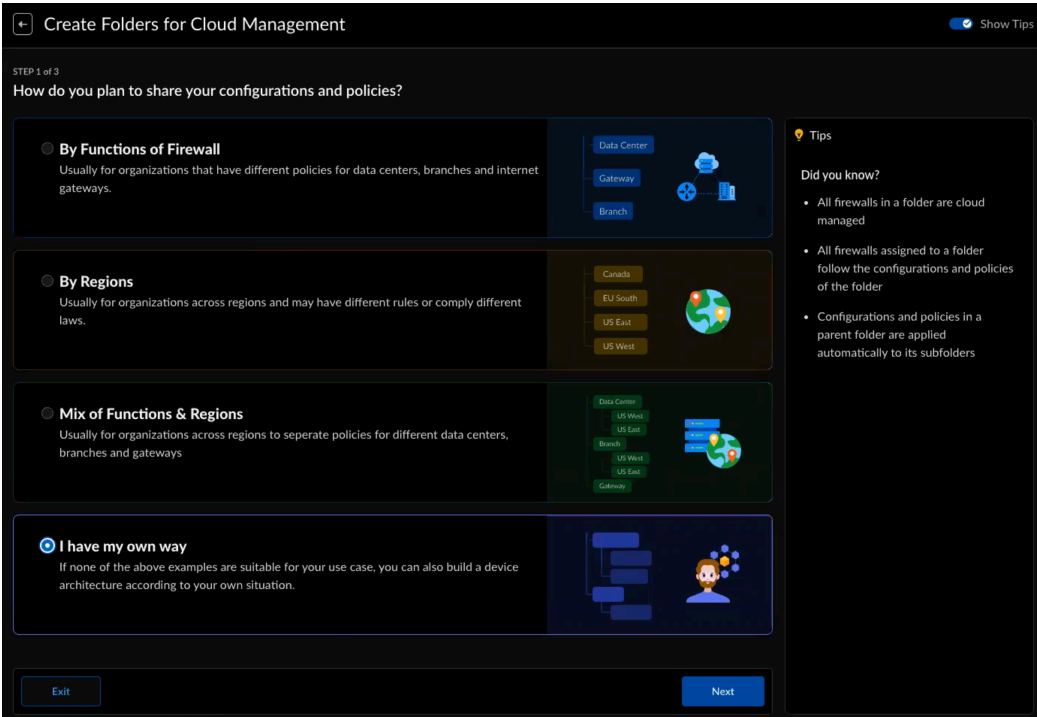 Create Folders for Cloud Management
Show Tips
STEP 1 of 3
How do you plan to share your configurations and policies?
By Functions of Firewall
Usually for organizations that have different policies for data centers, branches and internet
gateways.
Data Center
Gateway
Branch
By Regions
Usually for organizations across regions and may have different rules or comply different
laws.
Canada
EU South
US East
US West
Mix of Functions & Regions
Usually for organizations across regions to seperate policies for different data centers,
branches and gateways
Data Center
US West
US East
Branch
US West
US East
Gateway
I have my own way
If none of the above examples are suitable for your use case, you can also build a device
architecture according to your own situation.
Tips
Did you know?
• All firewalls in a folder are cloud
managed
• All firewalls assigned to a folder
follow the configurations and policies
of the folder
• Configurations and policies in a
parent folder are applied
automatically to its subfolders
Exit
Next